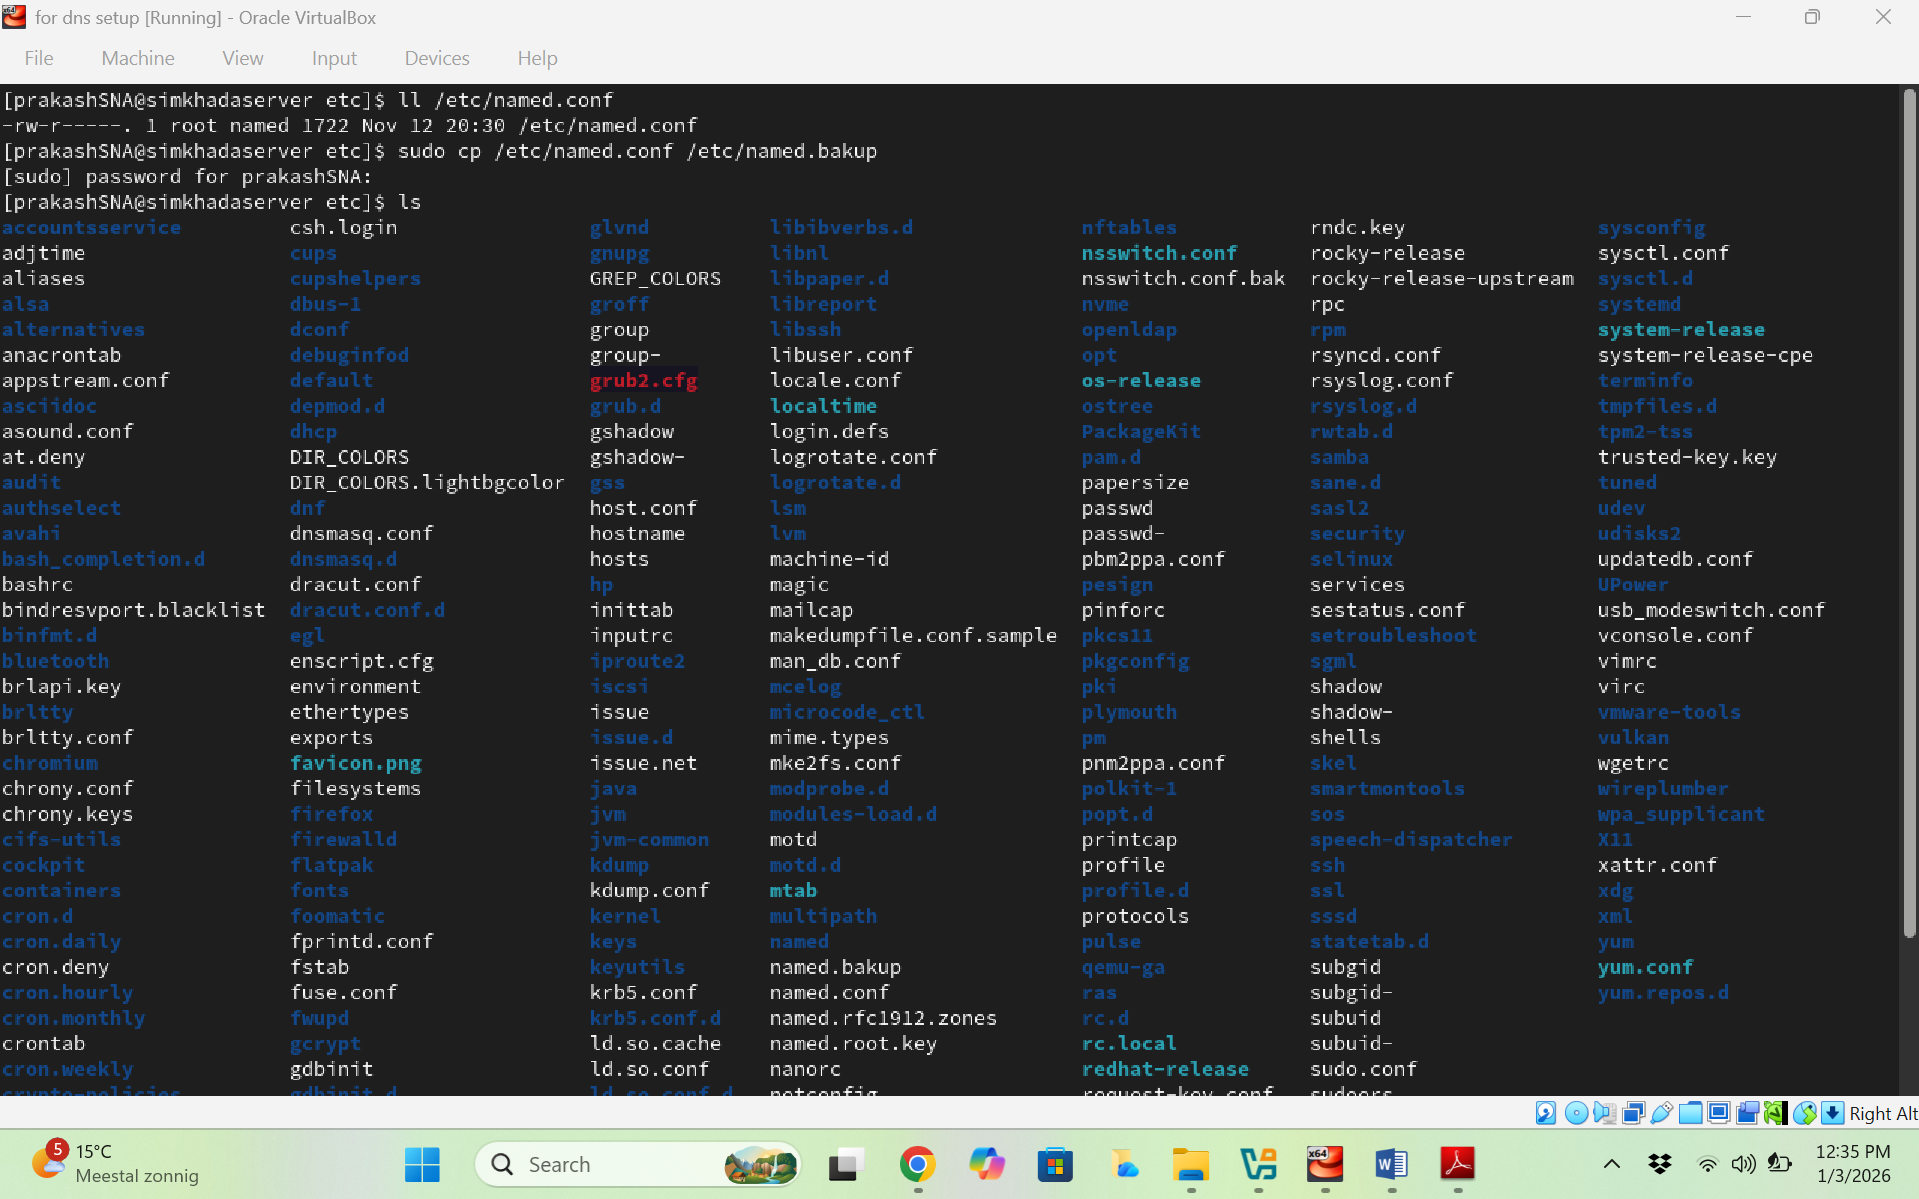 for dns setup [Running] - Oracle VirtualBox
File Machine View Input Devices Help
[prakashSNA@simkhadaserver etc]$ ll /etc/named.conf
-rw-r-----. 1 root named 1722 Nov 12 20:30 /etc/named.conf
[prakashSNA@simkhadaserver etc]$ sudo cp /etc/named.conf /etc/named.bakup
[sudo] password for prakashSNA:
[prakashSNA@simkhadaserver etc]$ ls
accountsservice csh.login glvnd libibverbs.d nftables rndc.key sysconfig
adjtime cups gnupg libnl nsswitch.conf rocky-release sysctl.conf
aliases cupshelpers GREP_COLORS libpaper.d nsswitch.conf.bak rocky-release-upstream sysctl.d
alsa dbus-1 groff libreport nvme rpc systemd
alternatives dconf group libssh openldap rpm system-release
anacrontab debuginfod group- libuser.conf opt rsyncd.conf system-release-cpe
appstream.conf default grub2.cfg locale.conf os-release rsyslog.conf terminfo
asciidoc depmod.d grub.d localtime ostree rsyslog.d tmpfiles.d
asound.conf dhcp gshadow login.defs PackageKit rwtab.d tpm2-tss
at.deny DIR_COLORS gshadow- logrotate.conf pam.d samba trusted-key.key
audit DIR_COLORS.lightbgcolor gss logrotate.d papersize sane.d tuned
authselect dnf host.conf lsm passwd sasl2 udev
avahi dnsmasq.conf hostname lvm passwd- security udisks2
bash_completion.d dnsmasq.d hosts machine-id pbm2ppa.conf selinux updatedb.conf
bashrc dracut.conf hp magic pesign services UPower
bindresvport.blacklist dracut.conf.d inittab mailcap pinforc sestatus.conf usb_modeswitch.conf
binfmt.d egl inputrc makedumpfile.conf.sample pkcs11 setroubleshoot vconsole.conf
bluetooth enscript.cfg iproute2 man_db.conf pkgconfig sgml vimrc
brlapi.key environment iscsi mcelog pki shadow virc
brltty ethertypes issue microcode_ctl plymouth shadow- vmware-tools
brltty.conf exports issue.d mime.types pm shells vulkan
chromium favicon.png issue.net mke2fs.conf pnm2ppa.conf skel wgetrc
chrony.conf filesystems java modprobe.d polkit-1 smartmontools wireplumber
chrony.keys firefox jvm modules-load.d popt.d sos wpa_supplicant
cifs-utils firewalld jvm-common motd printcap speech-dispatcher X11
cockpit flatpak kdump motd.d profile ssh xattr.conf
containers fonts kdump.conf mtab profile.d ssl xdg
cron.d foomatic kernel multipath protocols sssd xml
cron.daily fprintd.conf keys named pulse statetab.d yum
cron.deny fstab keyutils named.bakup qemu-ga subgid yum.conf
cron.hourly fuse.conf krb5.conf named.conf ras subgid- yum.repos.d
cron.monthly fwupd krb5.conf.d named.rfc1912.zones rc.d subuid
crontab gcrypt ld.so.cache named.root.key rc.local subuid-
cron.weekly gdbinit ld.so.conf nanorc redhat-release sudo.conf
crypto-policies gdbinit.d ld.so.conf.d netconfig request-key.conf sudoers
Right Alt
5 15°C
Meestal zonnig
Search
x64
12:35 PM
1/3/2026